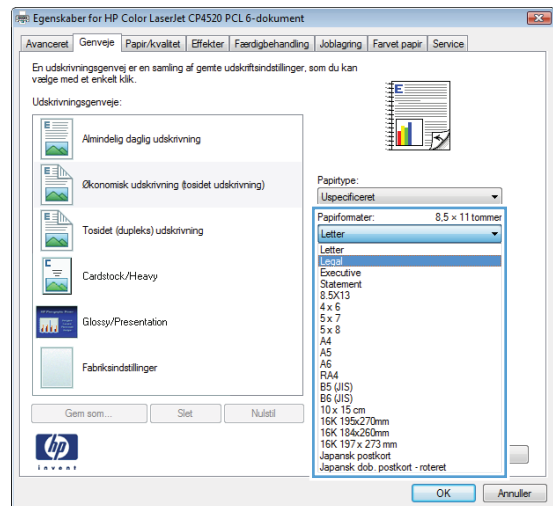 Egenskaber for HP Color LaserJet CP4520 PCL 6-dokument
Avanceret Genveje Papir/kvalitet Effekter Færdigbehandling Joblagring Farvet papir Service
En udskrivningsgenvej er en samling af gemte udskriftsindstillinger, som du kan
vælge med et enkelt klik.
Udskrivningsgenveje:
Almindelig daglig udskrivning
Økonomisk udskrivning (tosidet udskrivning)
Tosidet (dupleks) udskrivning
Cardstock/Heavy
Glossy/Presentation
Fabriksindstillinger
Gem som... Slet Nulstil
Papirtype:
Uspecificeret
Papirformater: 8,5 × 11 tommer
Letter
Letter
Legal
Executive
Statement
8.5X13
4 x 6
5 x 7
5 x 8
A4
A5
A6
RA4
B5 (JIS)
B6 (JIS)
10 x 15 cm
16K 195x270mm
16K 184x260mm
16K 197 x 273 mm
Japansk postkort
Japansk dob. postkort - roteret
hp
invent
OK Annuller